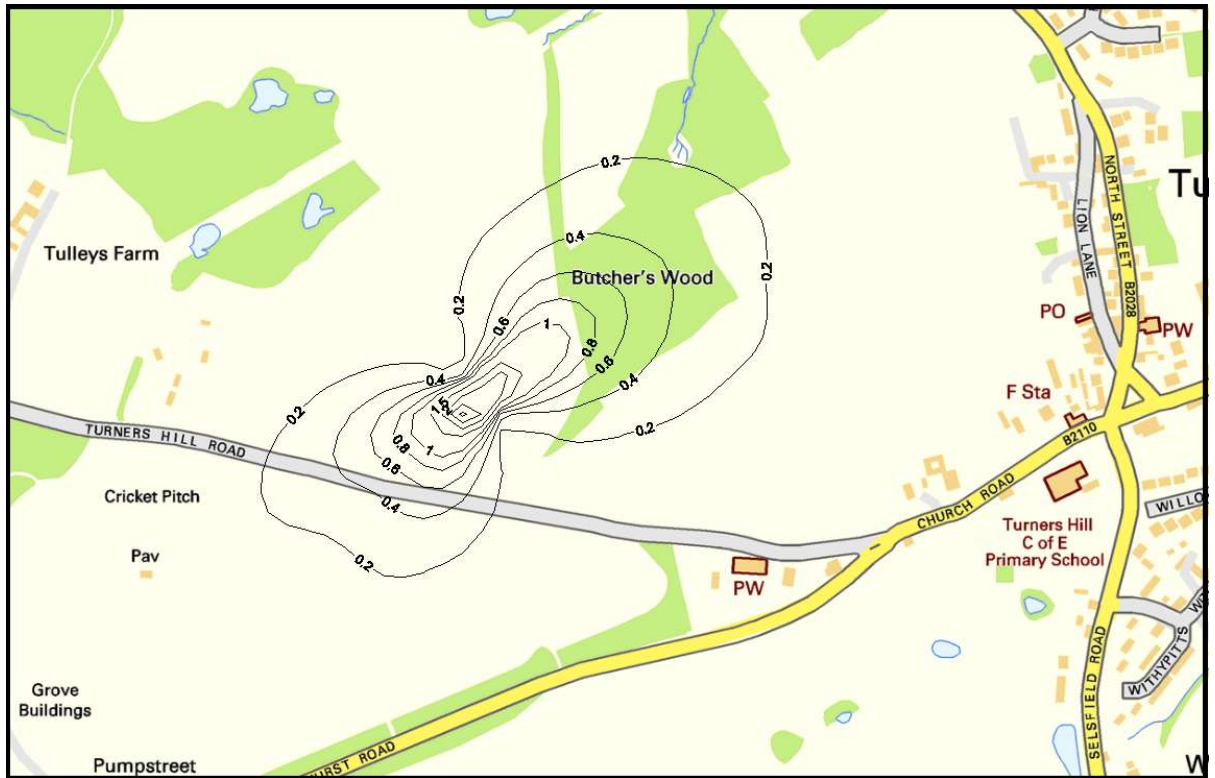 0.2
NORTH STREET B2028
Tu
LION LANE
0.4
Tulleys Farm
Butcher's Wood
0.2
0.2
PO
PW
0.6
1
0.8
0.6
0.4
0.4
F Sta
1.5
2
0.2
TURNERS HILL ROAD
0.2
B2110
0.8
1
0.6
Cricket Pitch
0.4
CHURCH ROAD
WILLO
Turners Hill
C of E
Primary School
Pav
0.2
PW
SELSFIELD ROAD
WITHYPITTS W
Grove
Buildings
Pumpstreet
URST ROAD
W